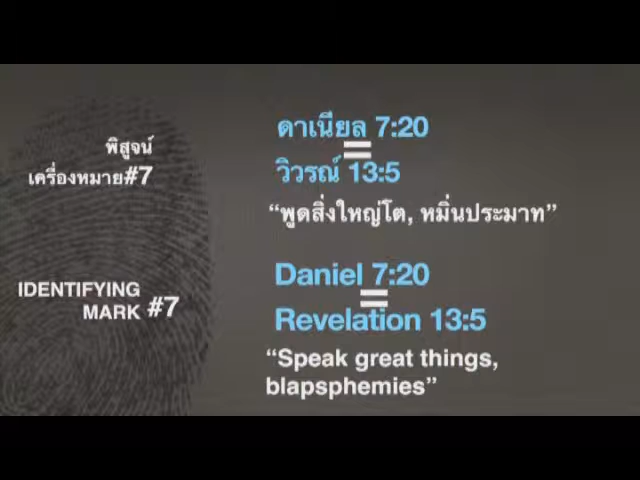 พิสูจน์
เครื่องหมาย#7
ดาเนียล 7:20
=
วิวรณ์ 13:5
“พูดสิ่งใหญ่โต, หมิ่นประมาท”
IDENTIFYING
MARK #7
Daniel 7:20
=
Revelation 13:5
“Speak great things,
blapsphemies”